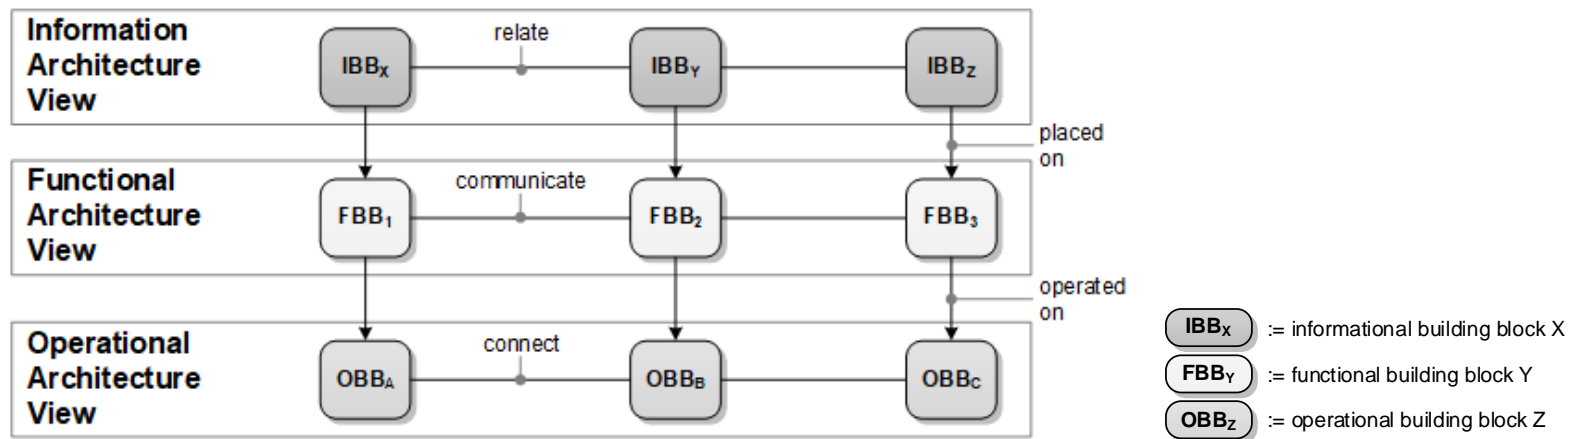 Information
Architecture
View
relate
IBBX
IBBY
IBBZ
placed
on
Functional
Architecture
View
communicate
FBB1
FBB2
FBB3
operated
on
Operational
Architecture
View
connect
OBBA
OBBB
OBBC
IBBX := informational building block X
FBBY := functional building block Y
OBBZ := operational building block Z